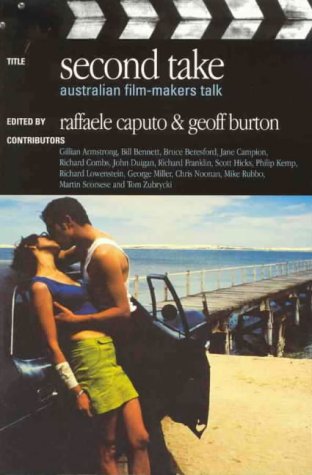 TITLE
second take
australian film-makers talk
EDITED BY
raffaele caputo & geoff burton
CONTRIBUTORS
Gillian Armstrong, Bill Bennett, Bruce Beresford, Jane Campion,
Richard Combs, John Duigan, Richard Franklin, Scott Hicks, Philip Kemp,
Richard Lowenstein, George Miller, Chris Noonan, Mike Rubbo,
Martin Scorsese and Tom Zubrycki